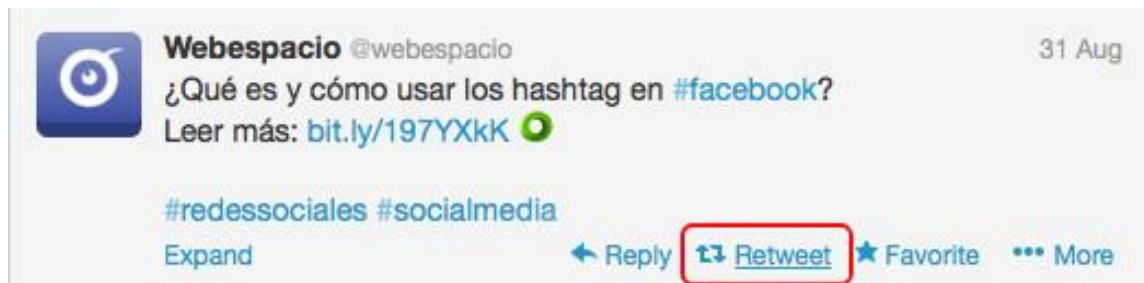 Webespacio @webespacio 31 Aug
¿Qué es y cómo usar los hashtag en #facebook?
Leer más: bit.ly/197YXkK
#redessociales #socialmedia
Expand Reply Retweet Favorite More